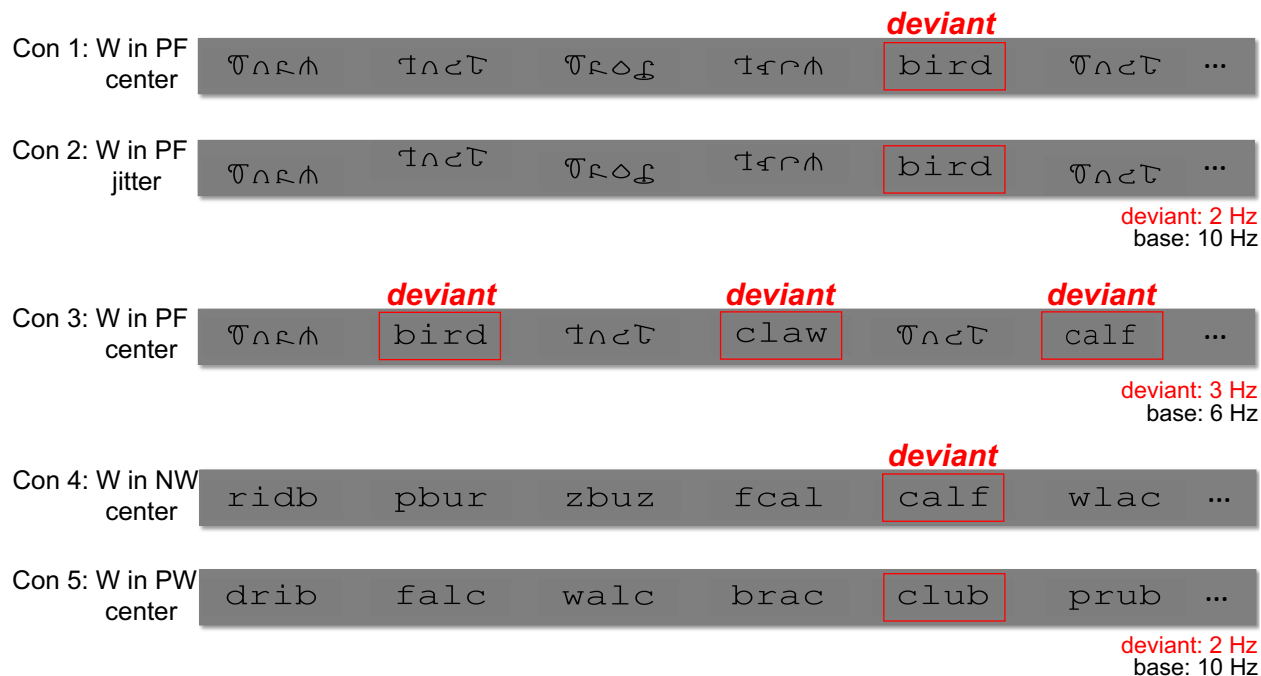 deviant
Con 1: W in PF
center
bird
...
Con 2: W in PF
jitter
bird
...
deviant: 2 Hz
base: 10 Hz
deviant deviant deviant
Con 3: W in PF
center
bird claw calf
...
deviant: 3 Hz
base: 6 Hz
deviant
Con 4: W in NW
center
ridb pbur zbuz fcal calf wlac ...
Con 5: W in PW
center
drib falc walc brac club prub ...
deviant: 2 Hz
base: 10 Hz